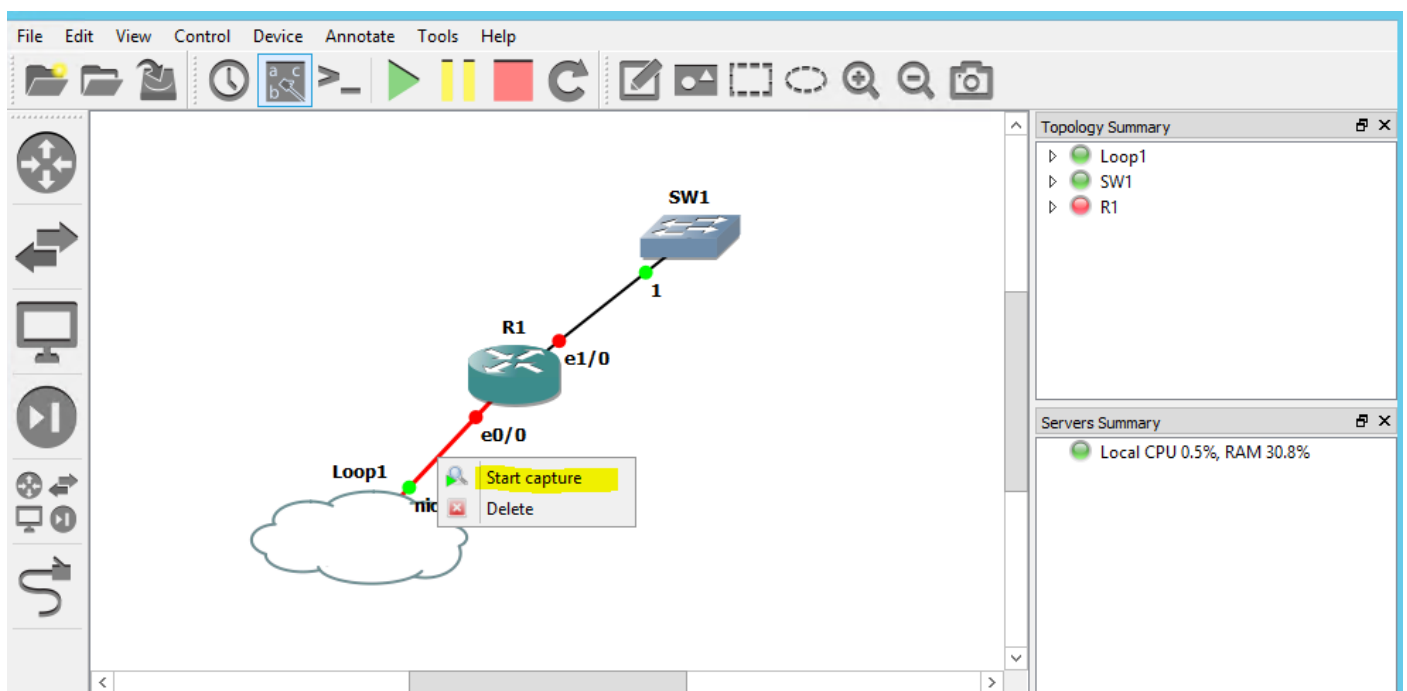 File Edit View Control Device Annotate Tools Help
a c
b
Topology Summary
Loop1
SW1
R1
SW1
1
R1
e1/0
e0/0
Loop1
nio
Start capture
Delete
Servers Summary
Local CPU 0.5%, RAM 30.8%